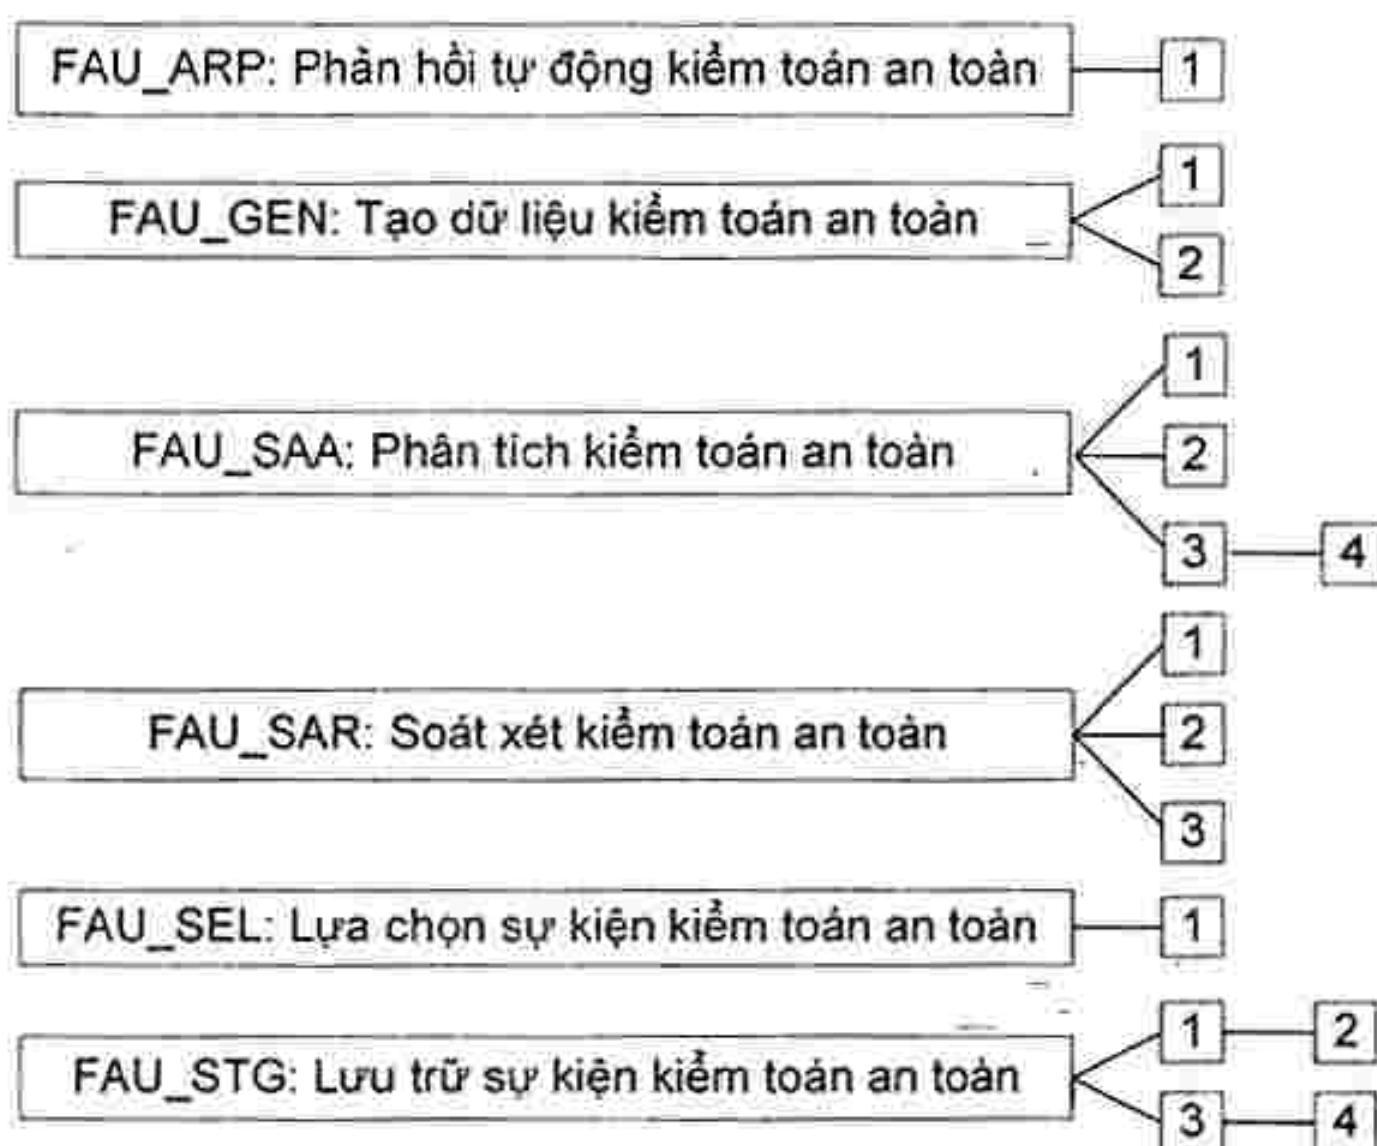 FAU_ARP: Phản hồi tự động kiểm toán an toàn
1
FAU_GEN: Tạo dữ liệu kiểm toán an toàn
1
2
FAU_SAA: Phân tích kiểm toán an toàn
1
2
3 4
FAU_SAR: Soát xét kiểm toán an toàn
1
2
3
FAU_SEL: Lựa chọn sự kiện kiểm toán an toàn
1
FAU_STG: Lưu trữ sự kiện kiểm toán an toàn
1 2
3 4